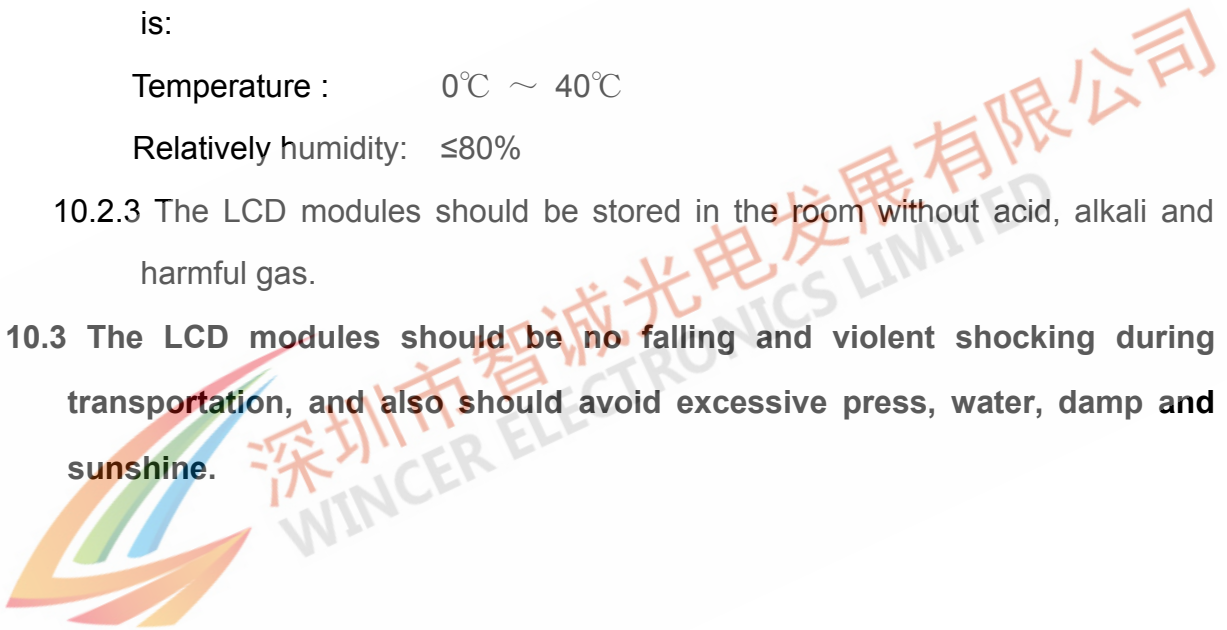 is:
Temperature : 0℃ ～ 40℃
Relatively humidity: ≤80%
10.2.3 The LCD modules should be stored in the room without acid, alkali and
harmful gas.
10.3 The LCD modules should be no falling and violent shocking during
transportation, and also should avoid excessive press, water, damp and
sunshine.
深圳市智诚光电发展有限公司
WINCER ELECTRONICS LIMITED